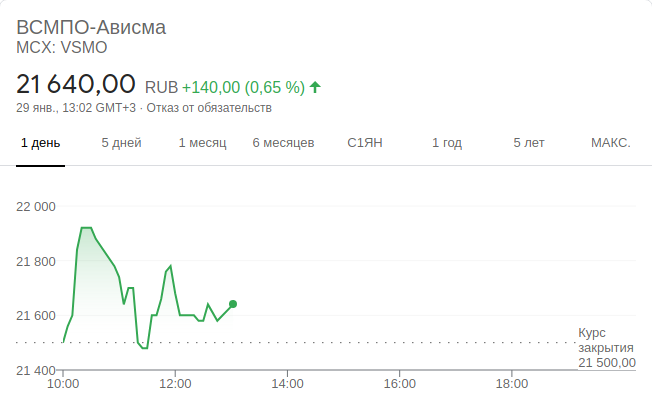 ВСМПО-Ависма
MCX: VSMO
21 640,00 RUB +140,00 (0,65 %)
29 янв., 13:02 GMT+3 · Отказ от обязательств
1 день 5 дней 1 месяц 6 месяцев С1ЯН 1 год 5 лет МАКС.
22 000
21 800
21 600
Курс
закрытия
21 500,00
21 400
10:00 12:00 14:00 16:00 18:00